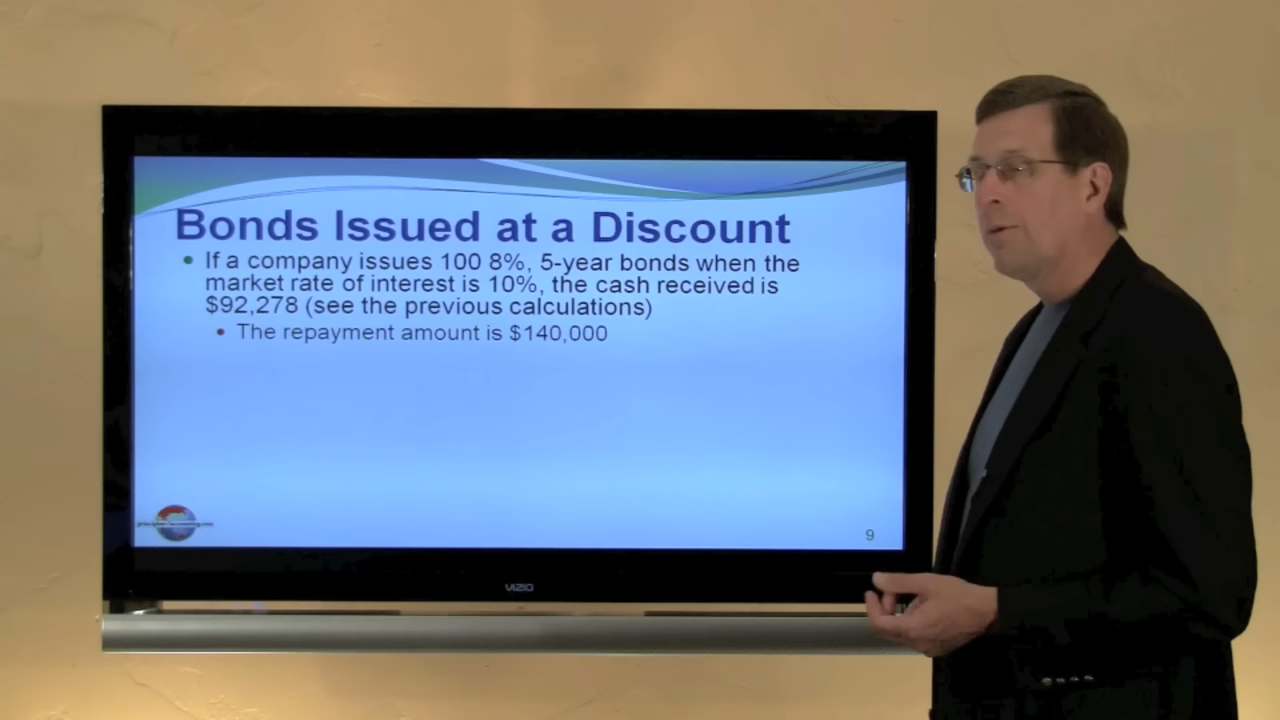 Bonds Issued at a Discount
• If a company issues 100 8%, 5-year bonds when the
market rate of interest is 10%, the cash received is
$92,278 (see the previous calculations)
• The repayment amount is $140,000
principlesofaccounting.com
9
VIZIO